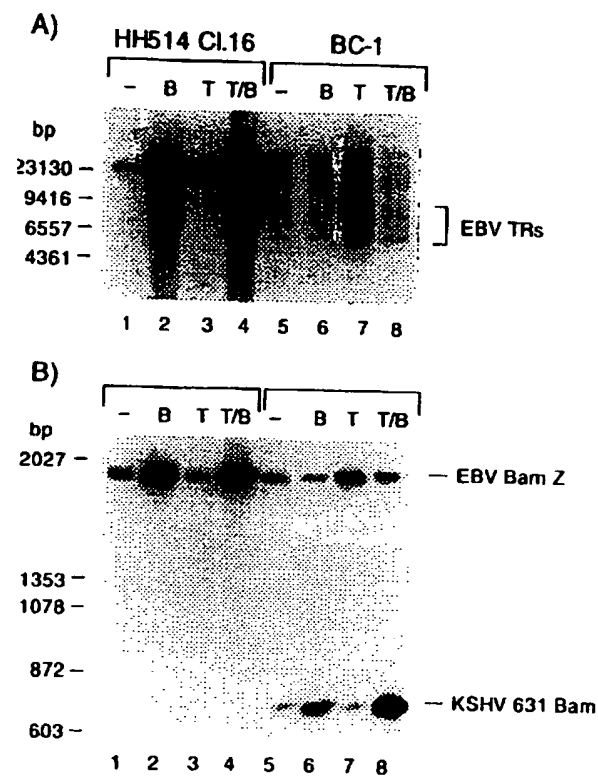 A)
HH514 Cl.16 BC-1
– B T T/B – B T T/B
bp
23130 –
9416 –
6557 –
4361 –
EBV TRs
1 2 3 4 5 6 7 8
B)
– B T T/B – B T T/B
bp
2027 –
– EBV Bam Z
1353 –
1078 –
872 –
– KSHV 631 Bam
603 –
1 2 3 4 5 6 7 8